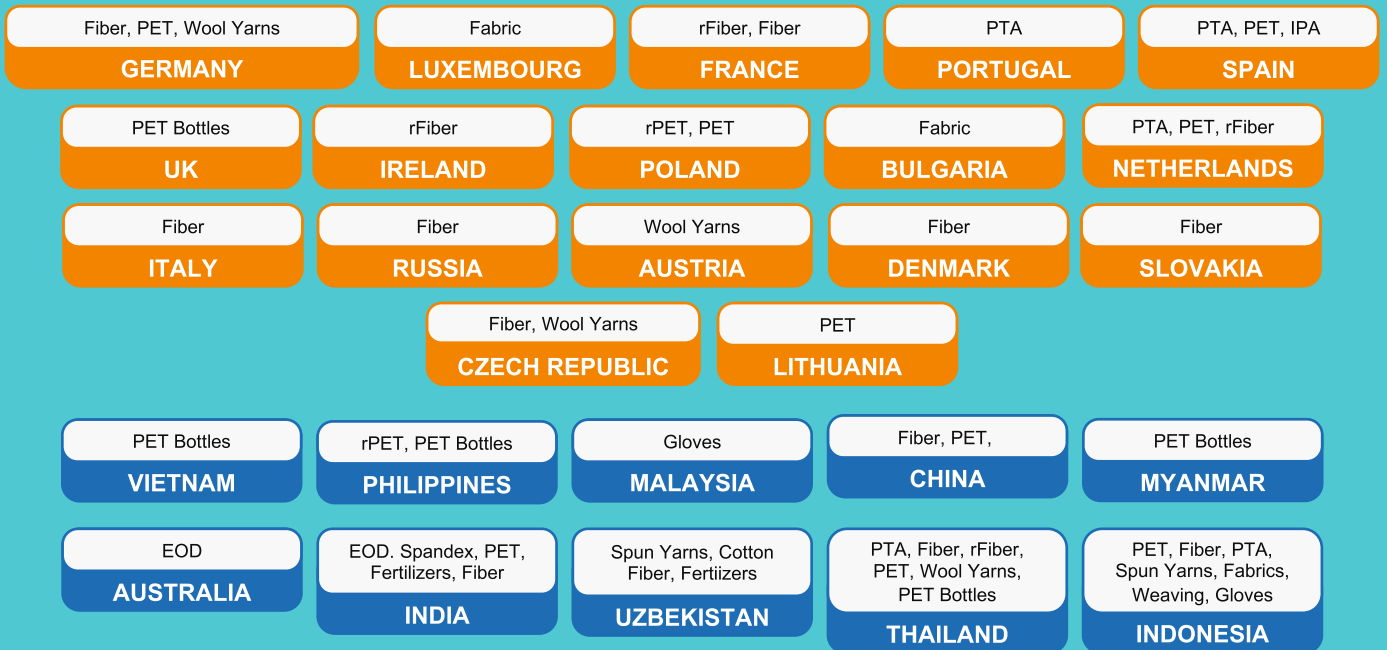 Fiber, PET, Wool Yarns
GERMANY
Fabric
LUXEMBOURG
rFiber, Fiber
FRANCE
PTA
PORTUGAL
PTA, PET, IPA
SPAIN
PET Bottles
UK
rFiber
IRELAND
rPET, PET
POLAND
Fabric
BULGARIA
PTA, PET, rFiber
NETHERLANDS
Fiber
ITALY
Fiber
RUSSIA
Wool Yarns
AUSTRIA
Fiber
DENMARK
Fiber
SLOVAKIA
Fiber, Wool Yarns
CZECH REPUBLIC
PET
LITHUANIA
PET Bottles
VIETNAM
rPET, PET Bottles
PHILIPPINES
Gloves
MALAYSIA
Fiber, PET,
CHINA
PET Bottles
MYANMAR
EOD
AUSTRALIA
EOD. Spandex, PET,
Fertilizers, Fiber
INDIA
Spun Yarns, Cotton
Fiber, Fertiizers
UZBEKISTAN
PTA, Fiber, rFiber,
PET, Wool Yarns,
PET Bottles
THAILAND
PET, Fiber, PTA,
Spun Yarns, Fabrics,
Weaving, Gloves
INDONESIA